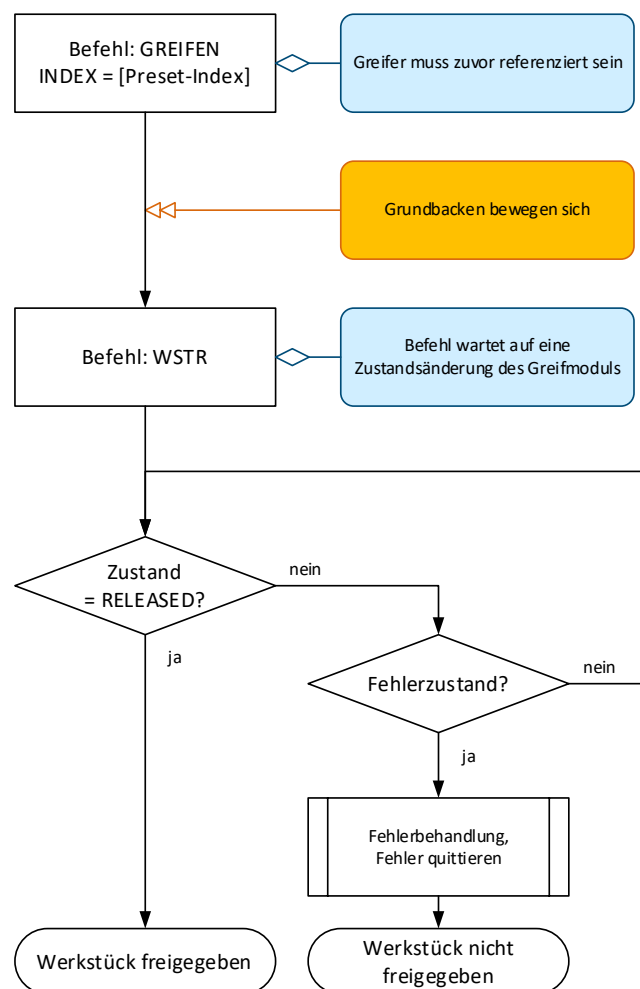 Befehl: GREIFEN
INDEX = [Preset-Index]
Greifer muss zuvor referenziert sein
Grundbacken bewegen sich
Befehl: WSTR
Befehl wartet auf eine
Zustandsänderung des Greifmoduls
Zustand
= RELEASED?
nein
ja
Fehlerzustand?
nein
ja
Fehlerbehandlung,
Fehler quittieren
Werkstück freigegeben
Werkstück nicht
freigegeben